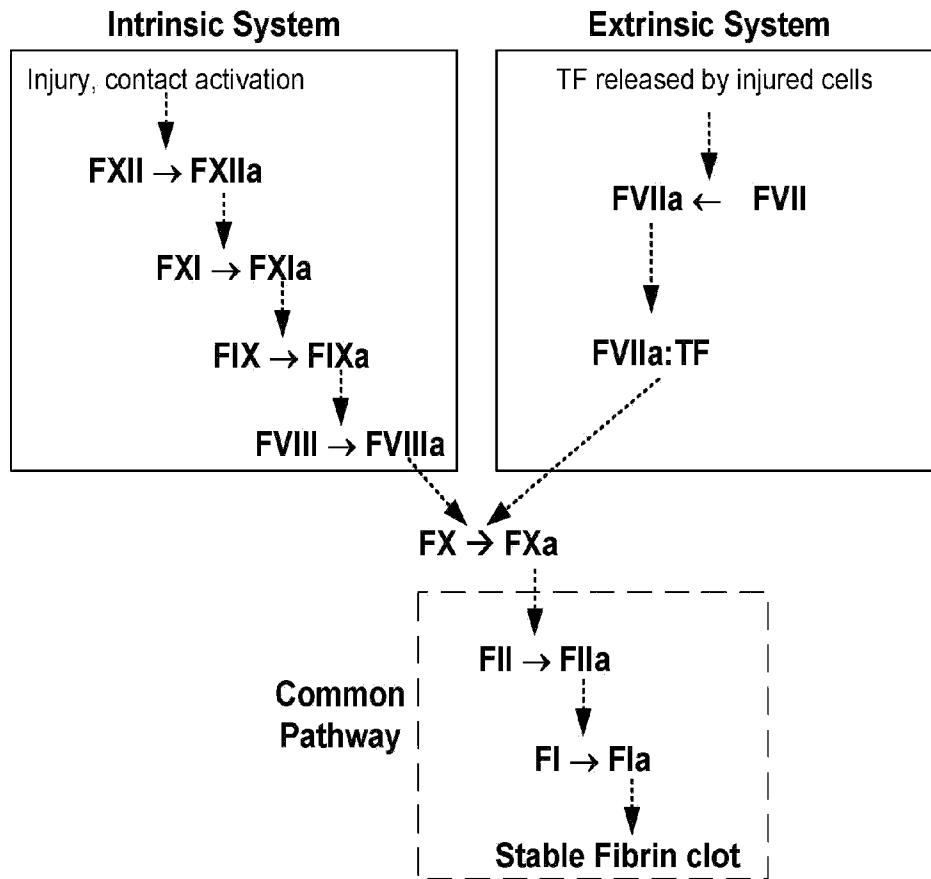 Intrinsic System
Extrinsic System
Injury, contact activation
TF released by injured cells
FXII → FXIIa
FVIIa ← FVII
FXI → FXIa
FIX → FIXa
FVIIa:TF
FVIII → FVIIIa
FX → FXa
FII → FIIa
Common
Pathway
FI → FIa
Stable Fibrin clot